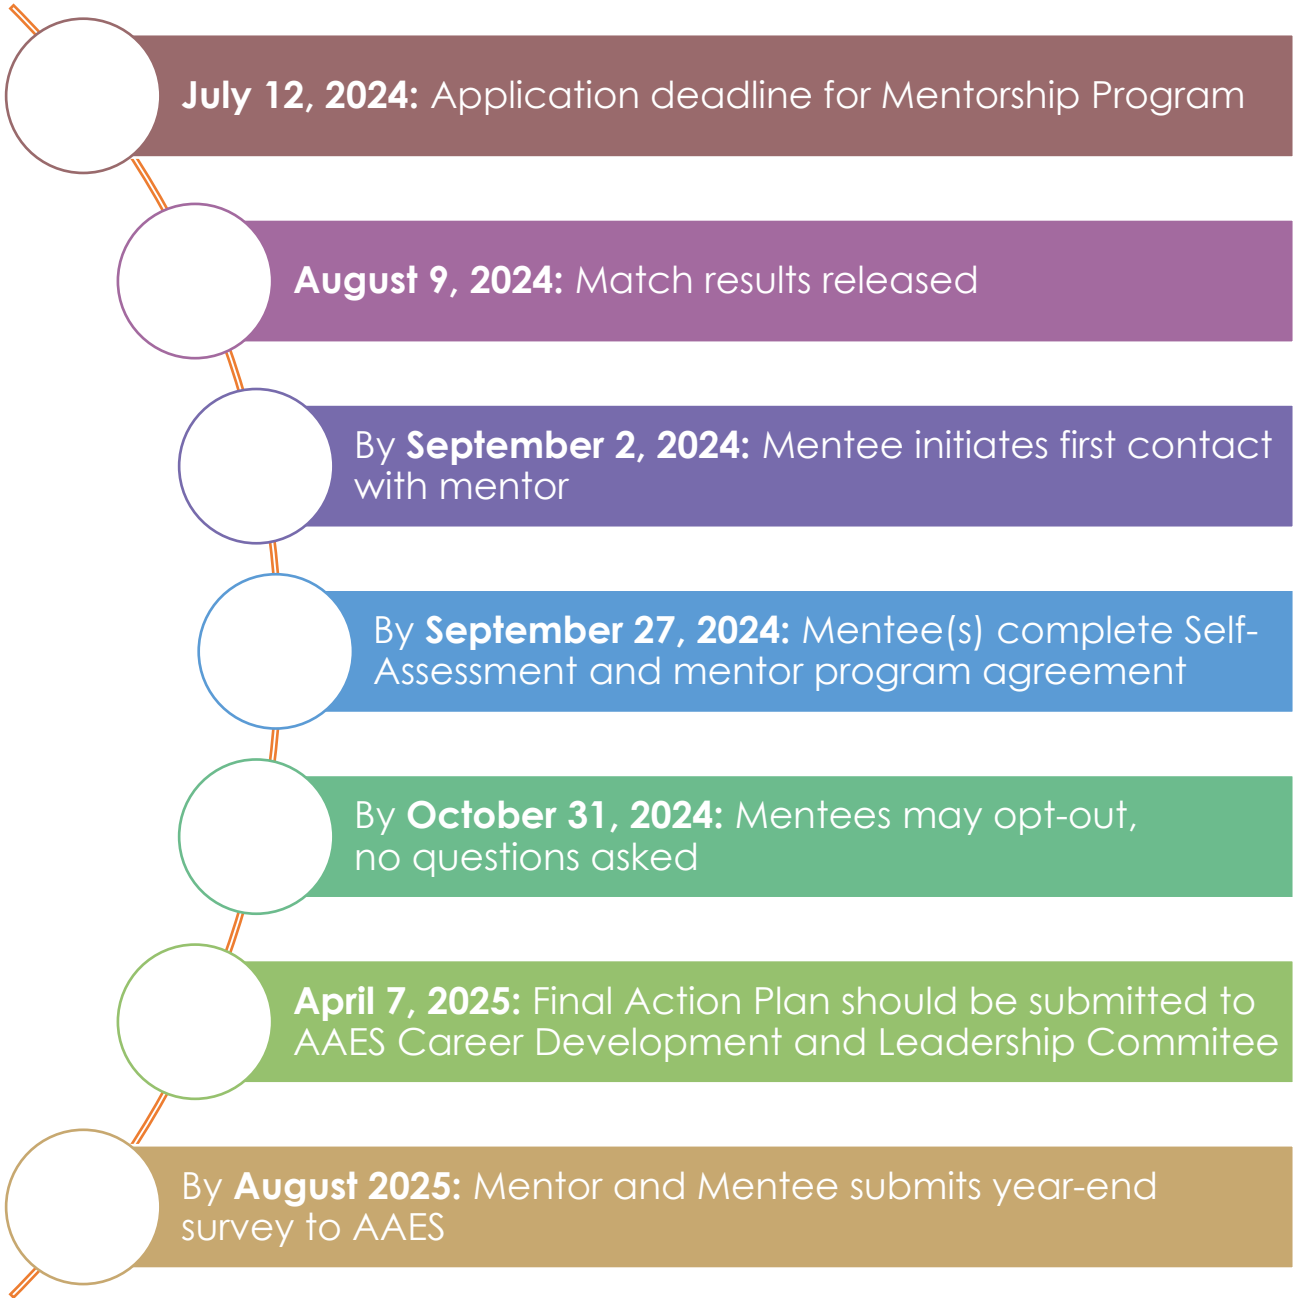 July 12, 2024: Application deadline for Mentorship Program
August 9, 2024: Match results released
By September 2, 2024: Mentee initiates first contact
with mentor
By September 27, 2024: Mentee(s) complete Self-
Assessment and mentor program agreement
By October 31, 2024: Mentees may opt-out,
no questions asked
April 7, 2025: Final Action Plan should be submitted to
AAES Career Development and Leadership Commitee
By August 2025: Mentor and Mentee submits year-end
survey to AAES